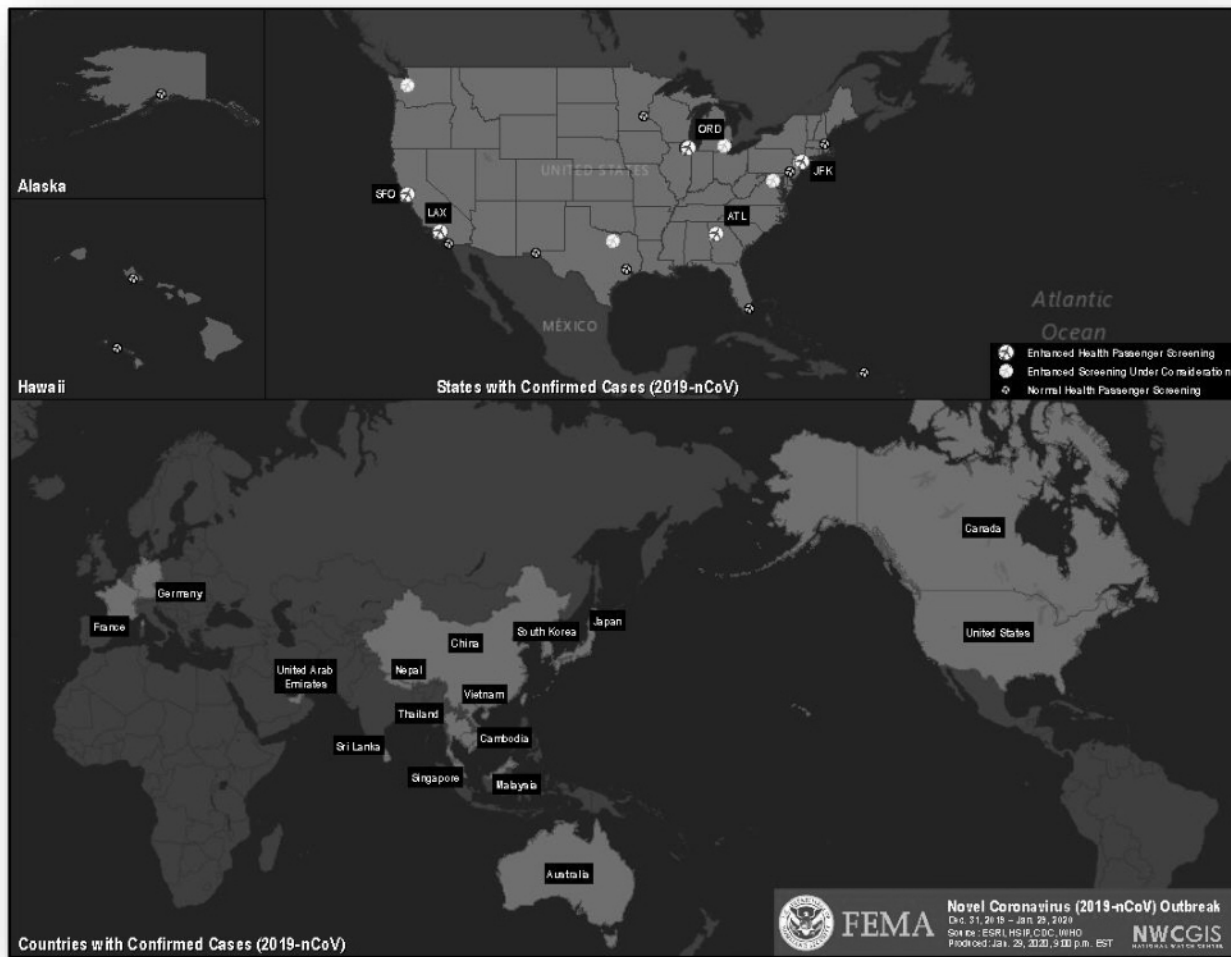 Alaska
Hawaii
ORD
UNITED STATES
JFK
SFO
LAX
ATL
MÉXICO
Atlantic
Ocean
Enhanced Health Passenger Screening
Enhanced Screening Under Consideration
Normal Health Passenger Screening
States with Confirmed Cases (2019-nCoV)
Canada
Germany
France
Japan
South Korea
China
United States
Nepal
United Arab
Emirates
Vietnam
Thailand
Cambodia
Sri Lanka
Singapore
Malaysia
Australia
Countries with Confirmed Cases (2019-nCoV)
FEMA
Novel Coronavirus (2019-nCoV) Outbreak
Dec. 31, 2019 – Jan. 29, 2020
Source: ESRI, HSIP, CDC, WHO
Produced: Jan. 29, 2020, 9:00 p.m. EST
NWCGIS
NATIONAL WATCH CENTER